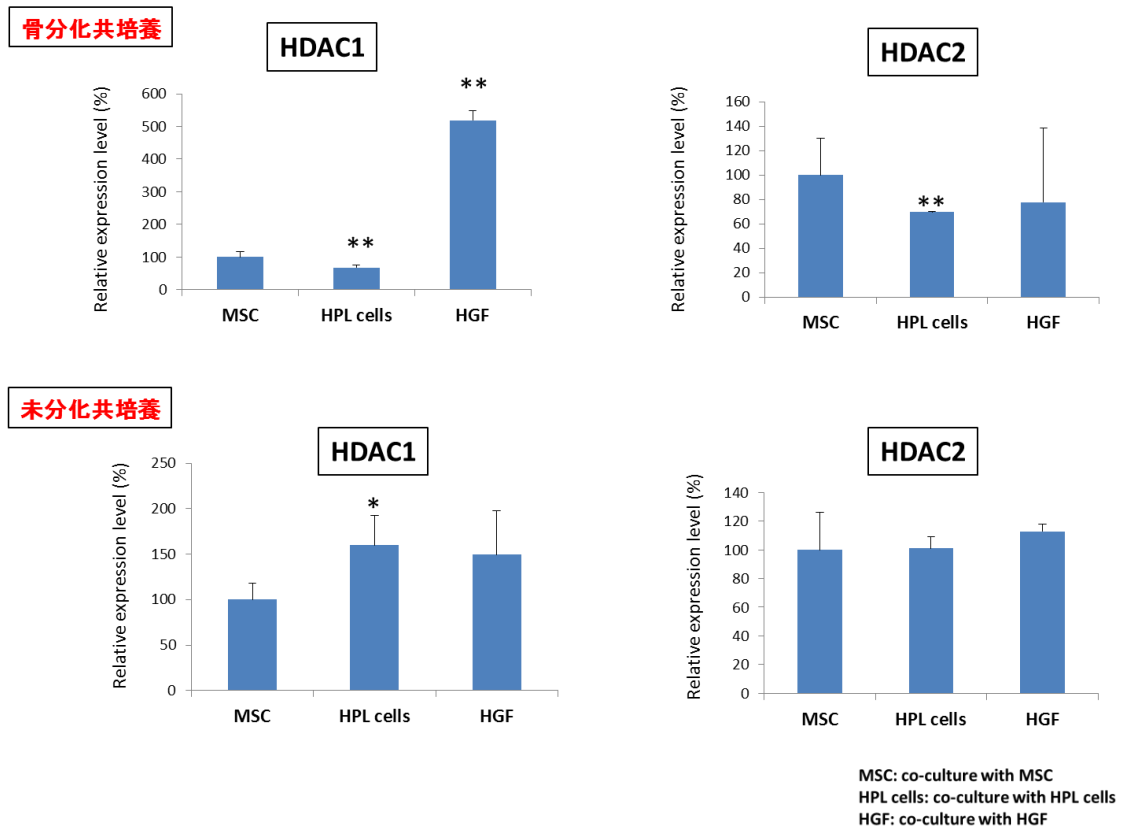 骨分化共培養
HDAC1
Relative expression level (%)
600
500
400
300
200
100
0
**
**
MSC
HPL cells
HGF
HDAC2
Relative expression level (%)
160
140
120
100
80
60
40
20
0
**
MSC
HPL cells
HGF
未分化共培養
HDAC1
Relative expression level (%)
250
200
150
100
50
0
*
MSC
HPL cells
HGF
HDAC2
Relative expression level (%)
140
120
100
80
60
40
20
0
MSC
HPL cells
HGF
MSC: co-culture with MSC
HPL cells: co-culture with HPL cells
HGF: co-culture with HGF